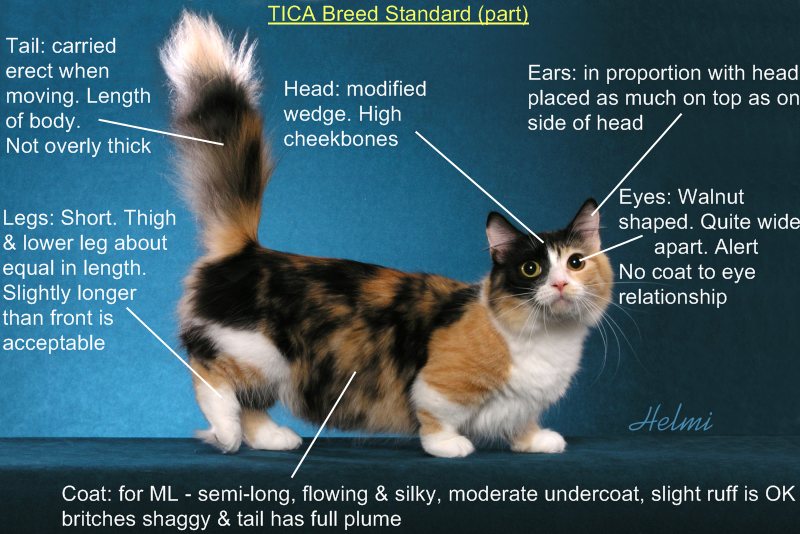 TICA Breed Standard (part)
Tail: carried
erect when
moving. Length
of body.
Not overly thick
Head: modified
wedge. High
cheekbones
Ears: in proportion with head
placed as much on top as on
side of head
Eyes: Walnut
shaped. Quite wide
apart. Alert
No coat to eye
relationship
Legs: Short. Thigh
& lower leg about
equal in length.
Slightly longer
than front is
acceptable
Helmi
Coat: for ML - semi-long, flowing & silky, moderate undercoat, slight ruff is OK
britches shaggy & tail has full plume